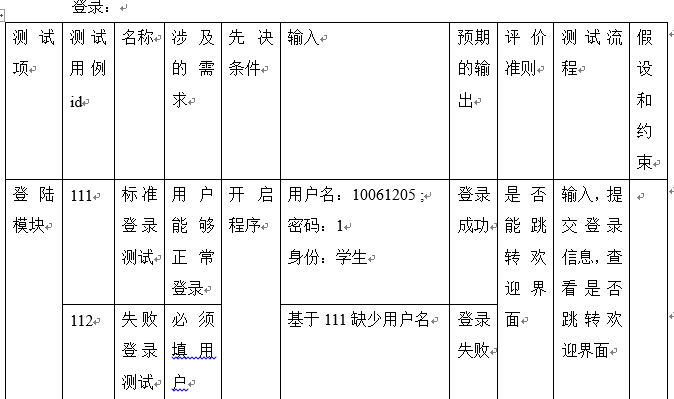 登录：
测试项
测试用例id
名称
涉及的需求
先决条件
输入
预期的输出
评价准则
测试流程
假设和约束
登陆模块
111
标准登录测试
用户能够正常登录
开启程序
用户名：10061205；
密码：1
身份：学生
登录成功
是否能跳转欢迎界面
输入，提交登录信息，查看是否跳转欢迎界面
112
失败登录测试
必须填用户
基于111缺少用户名
登录失败